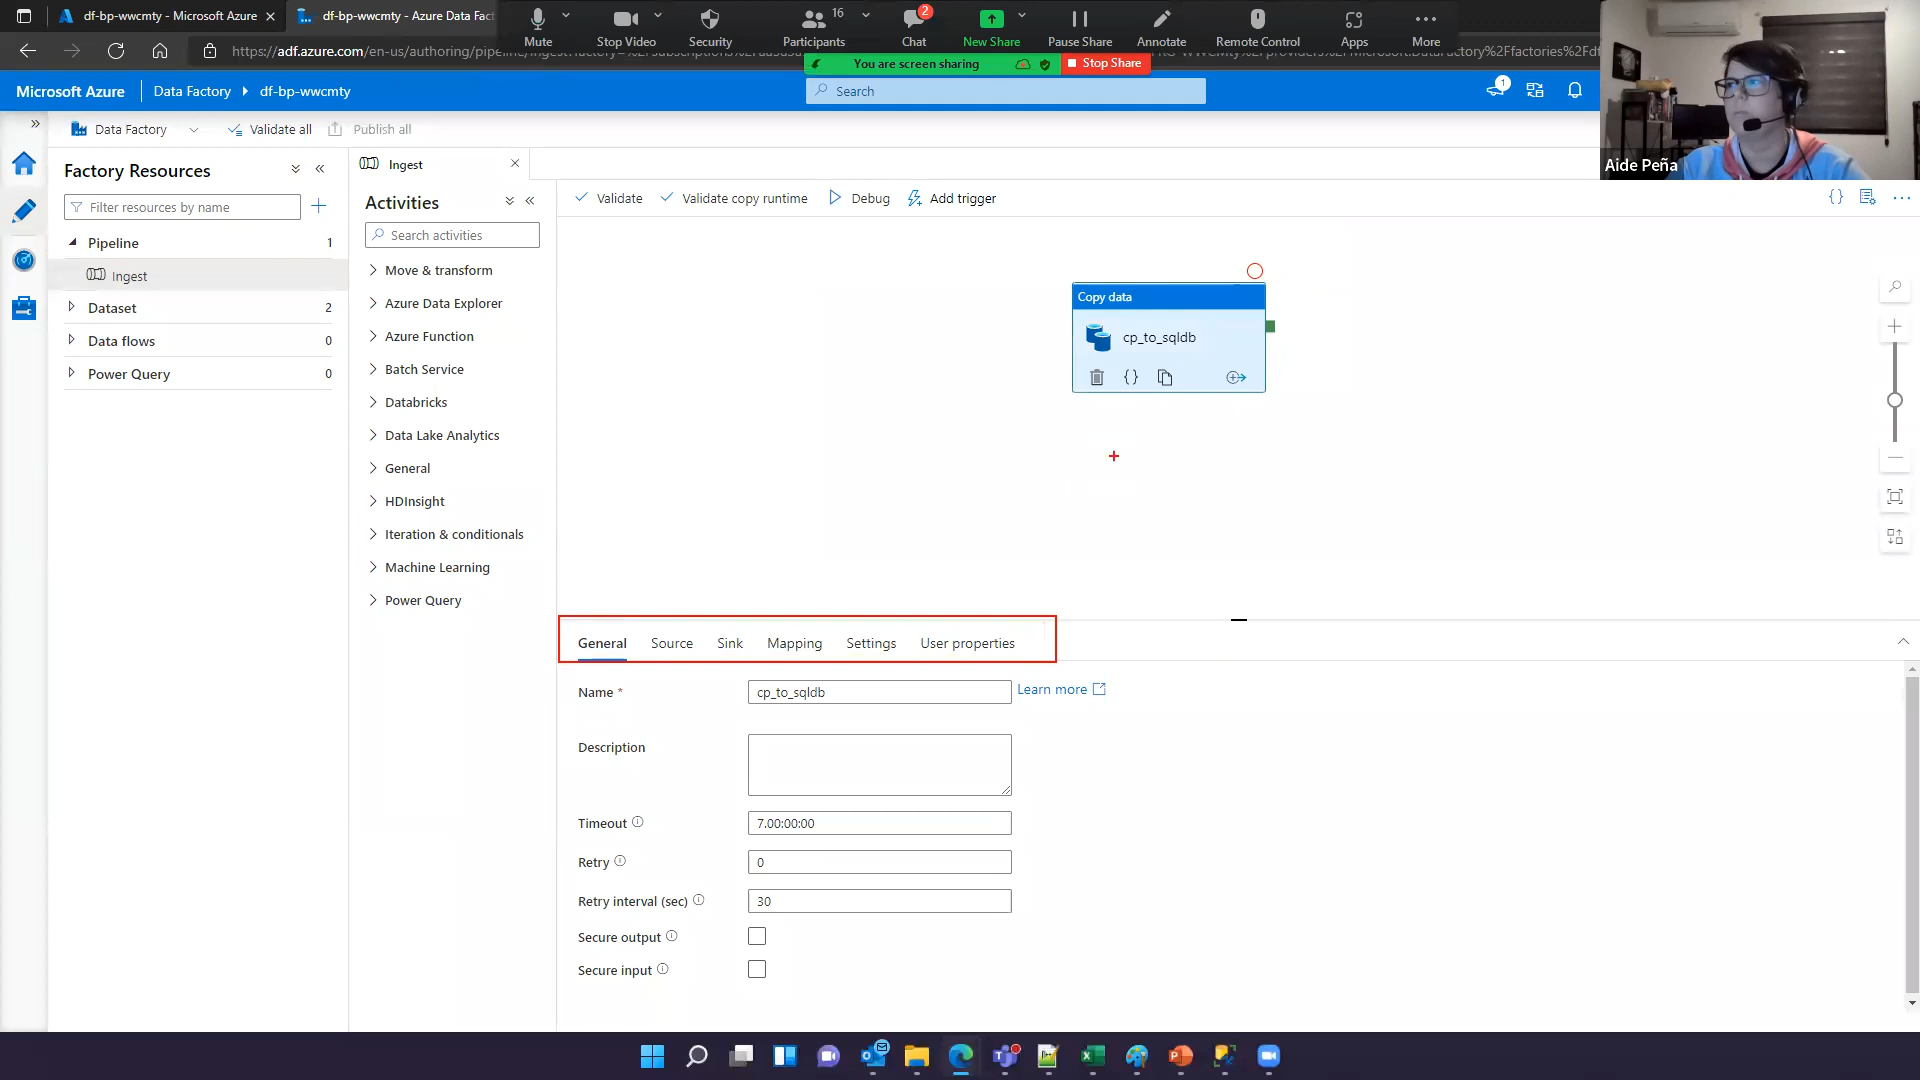 df-bp-wwcmty - Microsoft Azure
df-bp-wwcmty - Azure Data Fact
Mute
Stop Video
Security
Participants
16
Chat
2
New Share
Pause Share
Annotate
Remote Control
Apps
More
https://adf.azure.com/en-us/authoring/pipe
You are screen sharing
Stop Share
Microsoft Azure
Data Factory
df-bp-wwcmty
Search
1
Aide Peña
Data Factory
Validate all
Publish all
Factory Resources
Filter resources by name
Pipeline
1
Ingest
Dataset
2
Data flows
0
Power Query
0
Ingest
Activities
Search activities
Move & transform
Azure Data Explorer
Azure Function
Batch Service
Databricks
Data Lake Analytics
General
HDInsight
Iteration & conditionals
Machine Learning
Power Query
Validate
Validate copy runtime
Debug
Add trigger
Copy data
cp_to_sqldb
General
Source
Sink
Mapping
Settings
User properties
Name *
cp_to_sqldb
Learn more
Description
Timeout
7.00:00:00
Retry
0
Retry interval (sec)
30
Secure output
Secure input